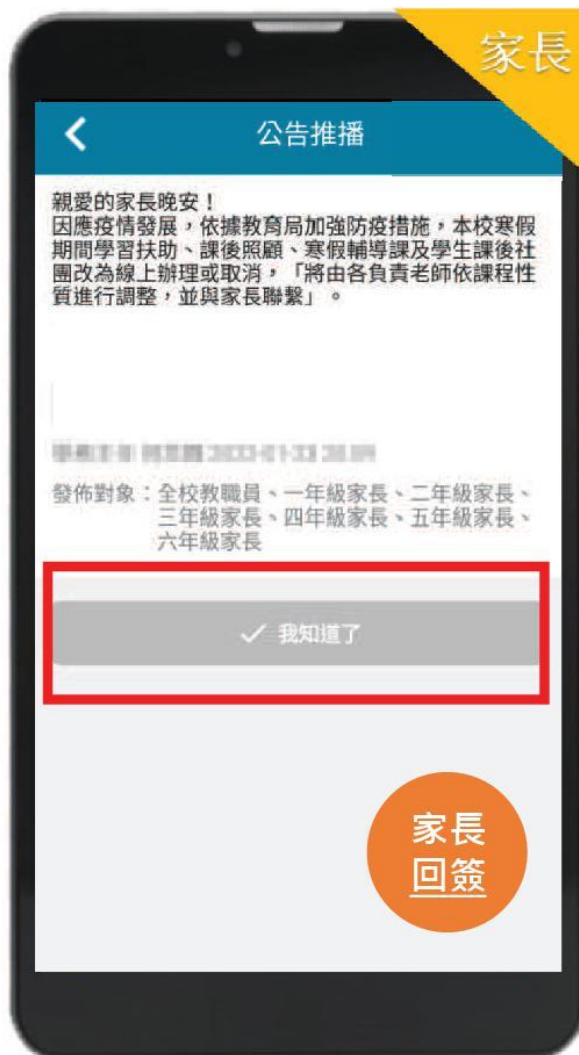 家長
公告推播
親愛的家長晚安！
因應疫情發展，依據教育局加強防疫措施，本校寒假
期間學習扶助、課後照顧、寒假輔導課及學生課後社
團改為線上辦理或取消，「將由各負責老師依課程性
質進行調整，並與家長聯繫」。
發佈對象：全校教職員、一年級家長、二年級家長、
三年級家長、四年級家長、五年級家長、
六年級家長
✓ 我知道了
家長
回簽